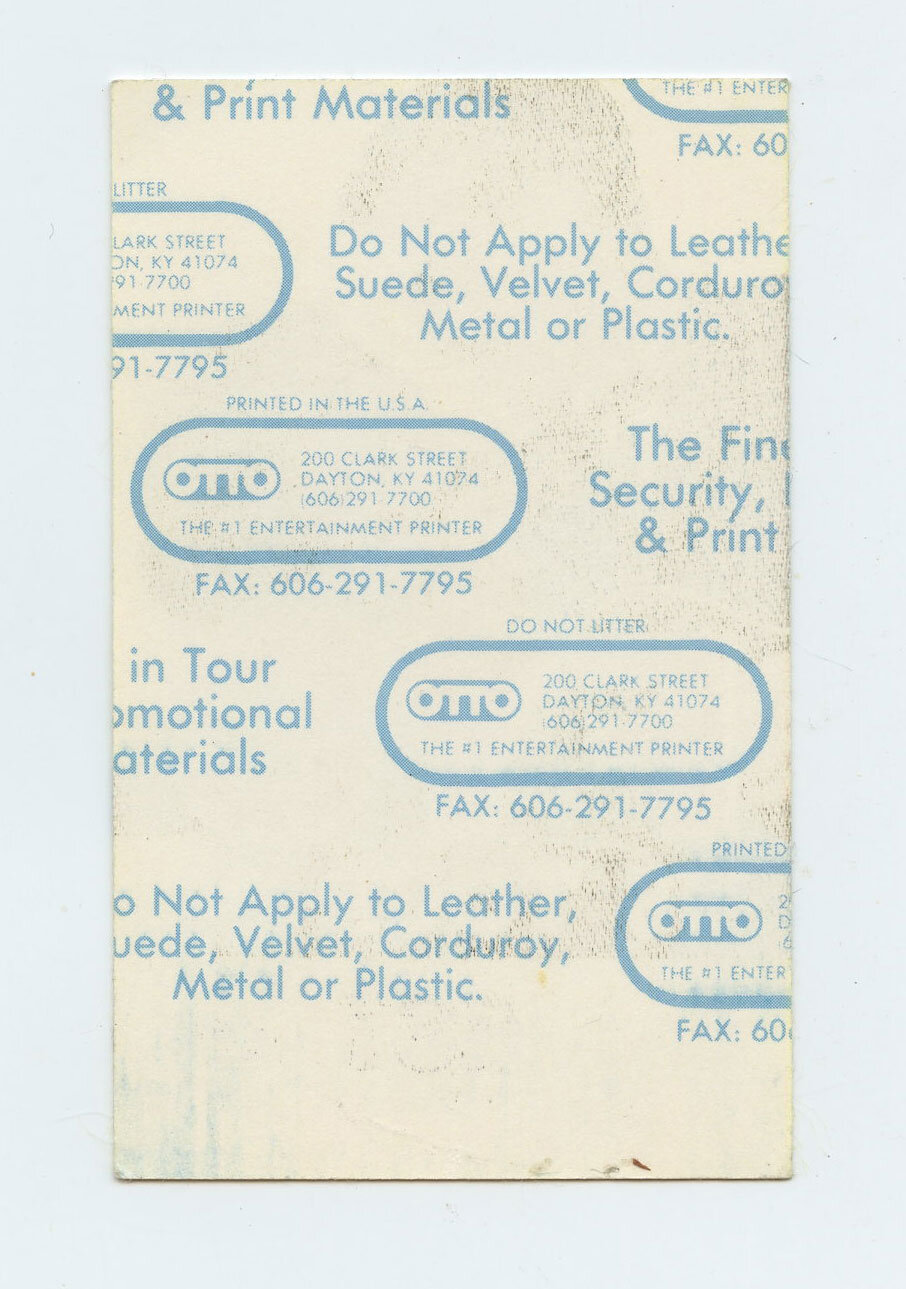 & Print Materials
THE #1 ENTER
FAX: 60
LITTER
LARK STREET
ON, KY 41074
91-7700
MENT PRINTER
91-7795
Do Not Apply to Leathe
Suede, Velvet, Corduro
Metal or Plastic.
PRINTED IN THE U.S.A.
OTTO
200 CLARK STREET
DAYTON, KY 41074
(606)291-7700
THE #1 ENTERTAINMENT PRINTER
FAX: 606-291-7795
The Fine
Security,
& Print
DO NOT LITTER
OTTO
200 CLARK STREET
DAYTON, KY 41074
(606)291-7700
THE #1 ENTERTAINMENT PRINTER
FAX: 606-291-7795
in Tour
omotional
aterials
PRINTED
OTTO
THE #1 ENTER
FAX: 606
o Not Apply to Leather,
uede, Velvet, Corduroy,
Metal or Plastic.